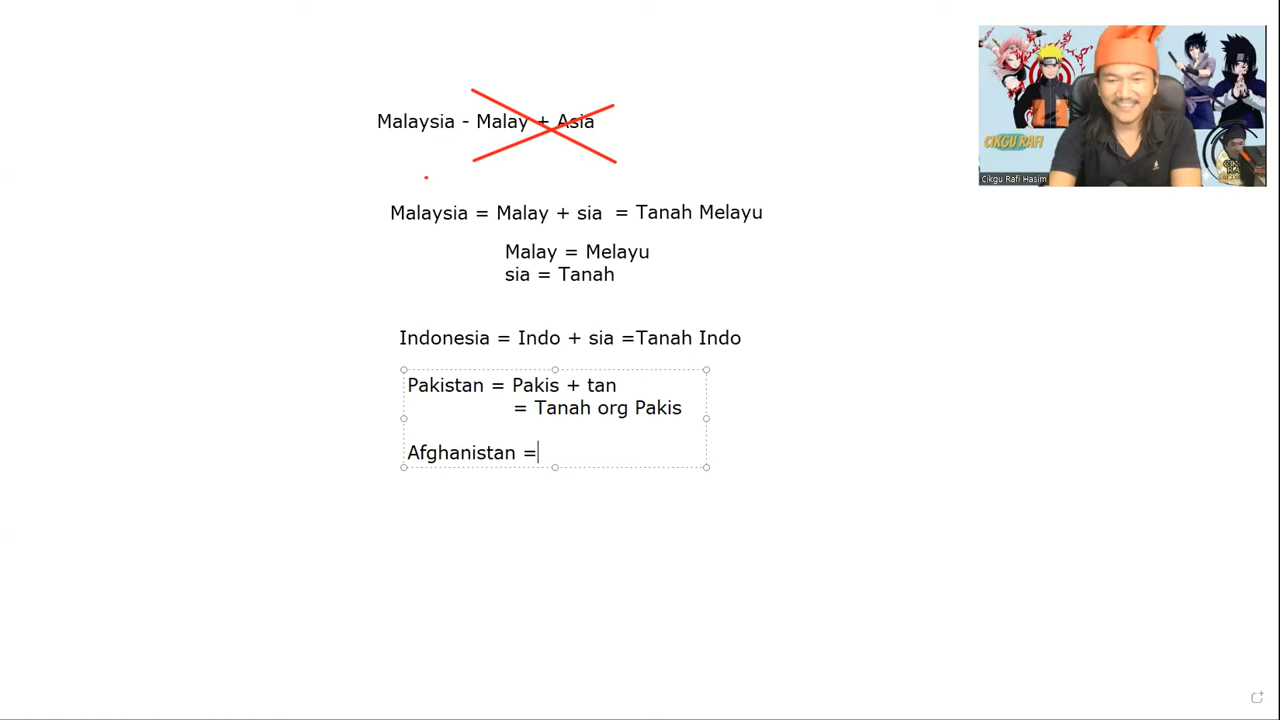 Malaysia - Malay + Asia
CIKGU RAFI
Cikgu Rafi Hasim
Malaysia = Malay + sia = Tanah Melayu
Malay = Melayu
sia = Tanah
Indonesia = Indo + sia =Tanah Indo
Pakistan = Pakis + tan
= Tanah org Pakis
Afghanistan =